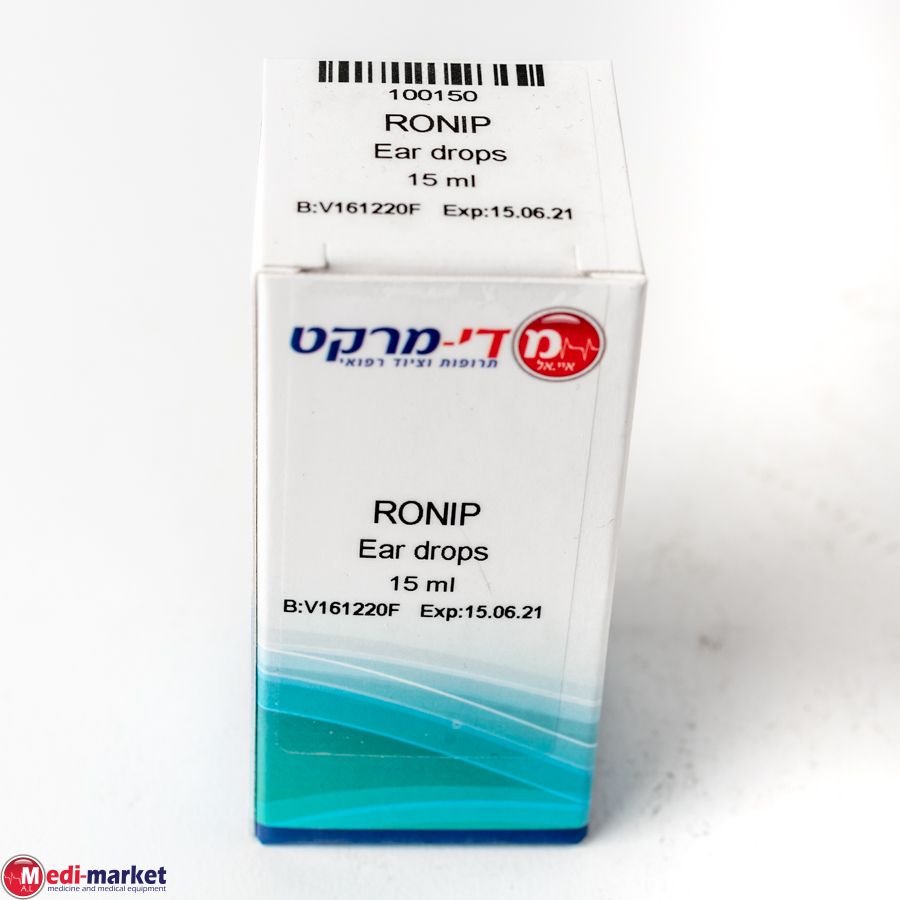 100150
RONIP
Ear drops
15 ml
B:V161220F Exp:15.06.21
מדי-מרקט
תרופות וציוד רפואי
איי.אל
RONIP
Ear drops
15 ml
B:V161220F Exp:15.06.21
Medi-market
A.L
medicine and medical equipment